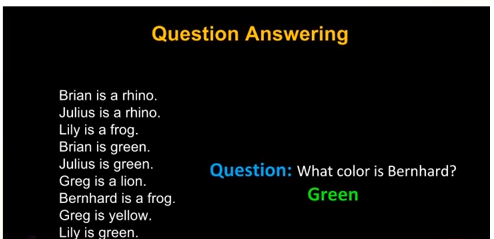 Question Answering
Brian is a rhino.
Julius is a rhino.
Lily is a frog.
Brian is green.
Julius is green.
Greg is a lion.
Bernhard is a frog.
Greg is yellow.
Lily is green.
Question: What color is Bernhard?
Green